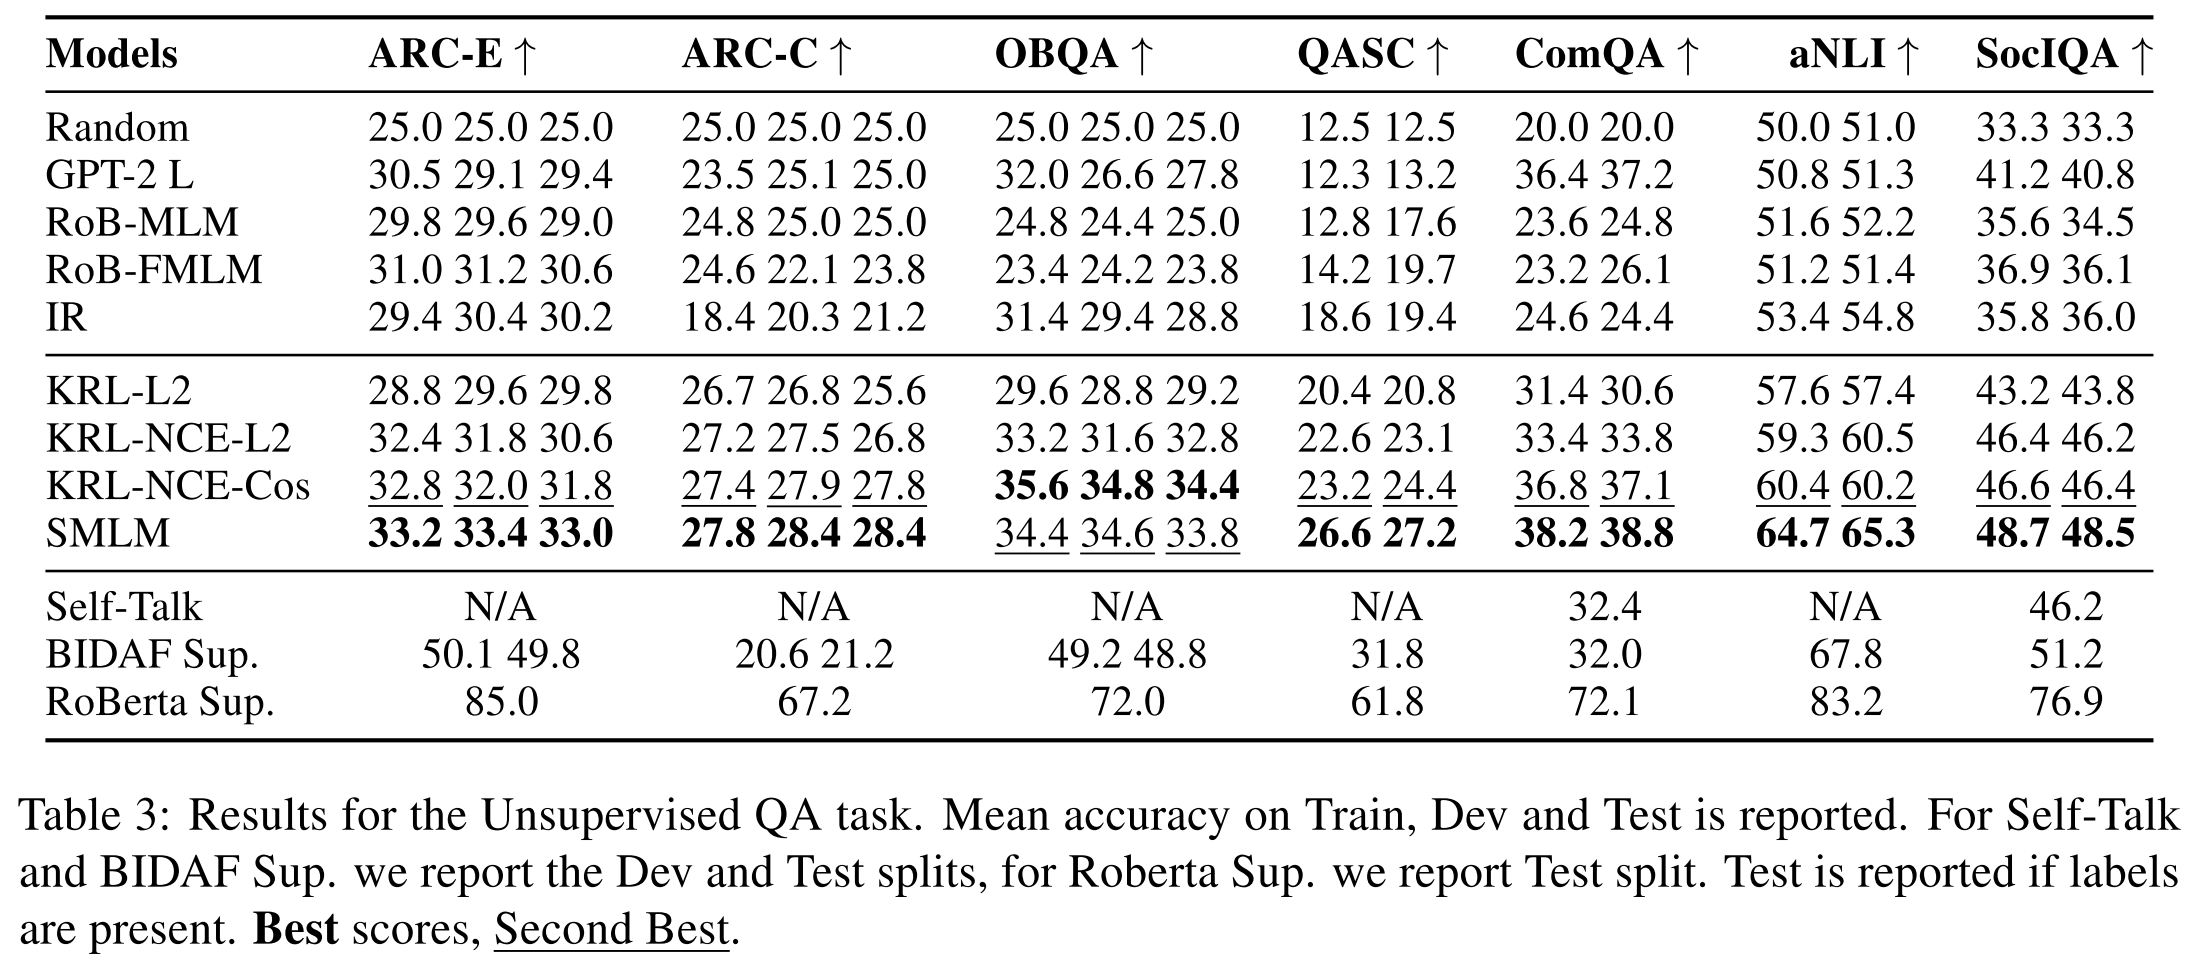 Models ARC-E ↑ ARC-C ↑ OBQA ↑ QASC ↑ ComQA ↑ aNLI ↑ SocIQA ↑
Random 25.0 25.0 25.0 25.0 25.0 25.0 25.0 25.0 25.0 12.5 12.5 20.0 20.0 50.0 51.0 33.3 33.3
GPT-2 L 30.5 29.1 29.4 23.5 25.1 25.0 32.0 26.6 27.8 12.3 13.2 36.4 37.2 50.8 51.3 41.2 40.8
RoB-MLM 29.8 29.6 29.0 24.8 25.0 25.0 24.8 24.4 25.0 12.8 17.6 23.6 24.8 51.6 52.2 35.6 34.5
RoB-FMLM 31.0 31.2 30.6 24.6 22.1 23.8 23.4 24.2 23.8 14.2 19.7 23.2 26.1 51.2 51.4 36.9 36.1
IR 29.4 30.4 30.2 18.4 20.3 21.2 31.4 29.4 28.8 18.6 19.4 24.6 24.4 53.4 54.8 35.8 36.0
KRL-L2 28.8 29.6 29.8 26.7 26.8 25.6 29.6 28.8 29.2 20.4 20.8 31.4 30.6 57.6 57.4 43.2 43.8
KRL-NCE-L2 32.4 31.8 30.6 27.2 27.5 26.8 33.2 31.6 32.8 22.6 23.1 33.4 33.8 59.3 60.5 46.4 46.2
KRL-NCE-Cos 32.8 32.0 31.8 27.4 27.9 27.8 35.6 34.8 34.4 23.2 24.4 36.8 37.1 60.4 60.2 46.6 46.4
SMLM 33.2 33.4 33.0 27.8 28.4 28.4 34.4 34.6 33.8 26.6 27.2 38.2 38.8 64.7 65.3 48.7 48.5
Self-Talk N/A N/A N/A N/A 32.4 N/A 46.2
BIDAF Sup. 50.1 49.8 20.6 21.2 49.2 48.8 31.8 32.0 67.8 51.2
RoBerta Sup. 85.0 67.2 72.0 61.8 72.1 83.2 76.9
Table 3: Results for the Unsupervised QA task. Mean accuracy on Train, Dev and Test is reported. For Self-Talk
and BIDAF Sup. we report the Dev and Test splits, for Roberta Sup. we report Test split. Test is reported if labels
are present. Best scores, Second Best.